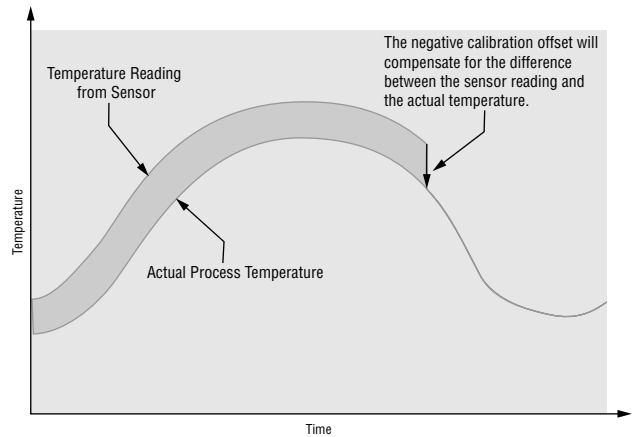 The negative calibration offset will
compensate for the difference
between the sensor reading and
the actual temperature.
Temperature Reading
from Sensor
Actual Process Temperature
Temperature
Time